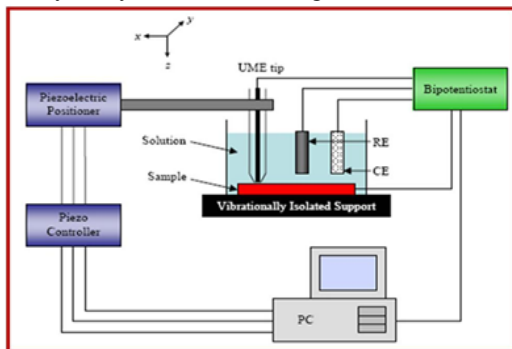 y
x
z
UME tip
Piezoelectric
Positioner
Bipotentiostat
Solution
RE
Sample
CE
Vibrationally Isolated Support
Piezo
Controller
PC